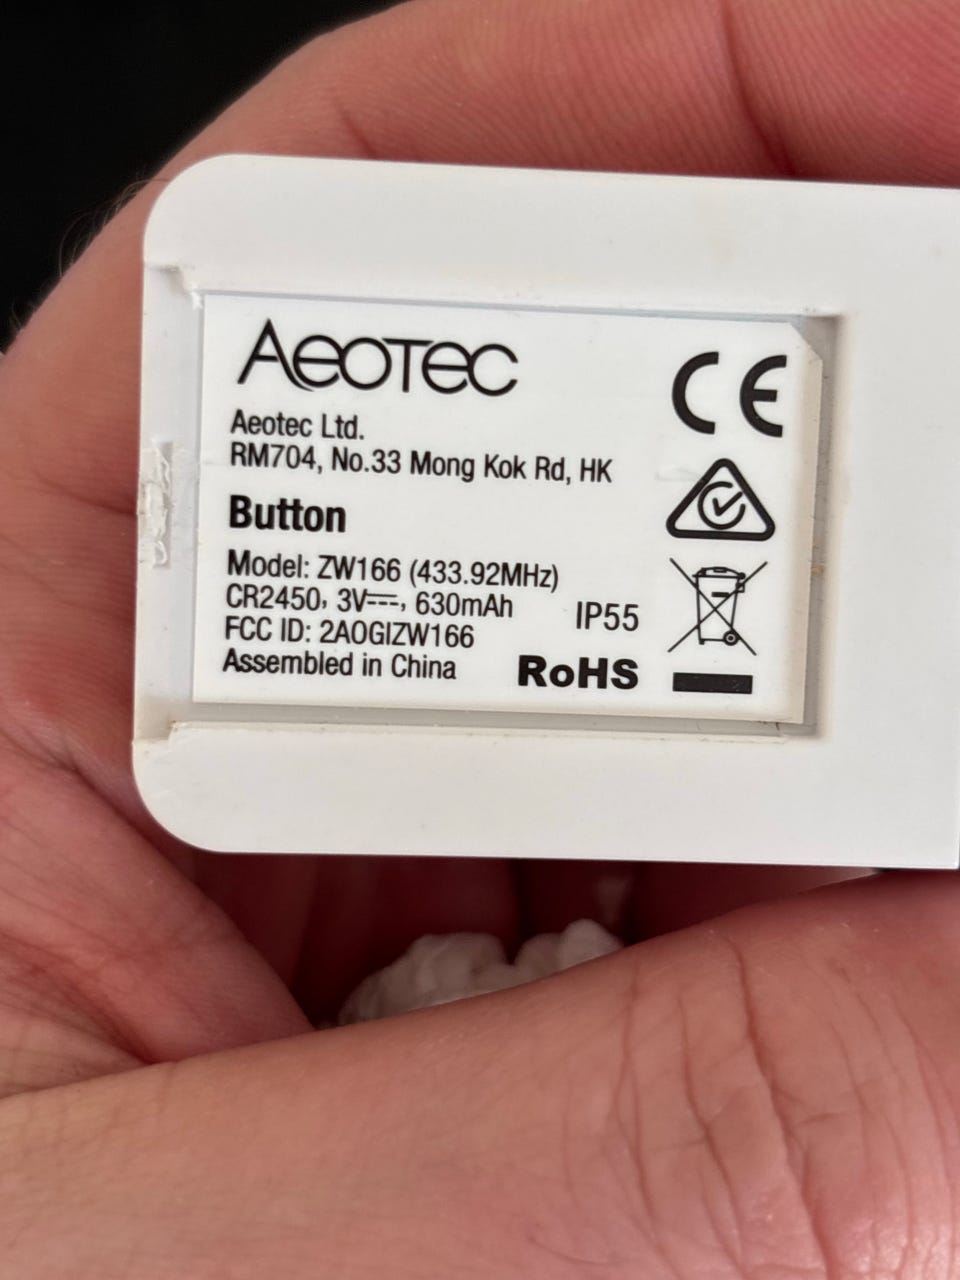 AEOTEC
Aeotec Ltd.
RM704, No.33 Mong Kok Rd, HK
Button
Model: ZW166 (433.92MHz)
CR2450, 3V⎓, 630mAh
FCC ID: 2AOGIZW166
Assembled in China
IP55
RoHS
CE